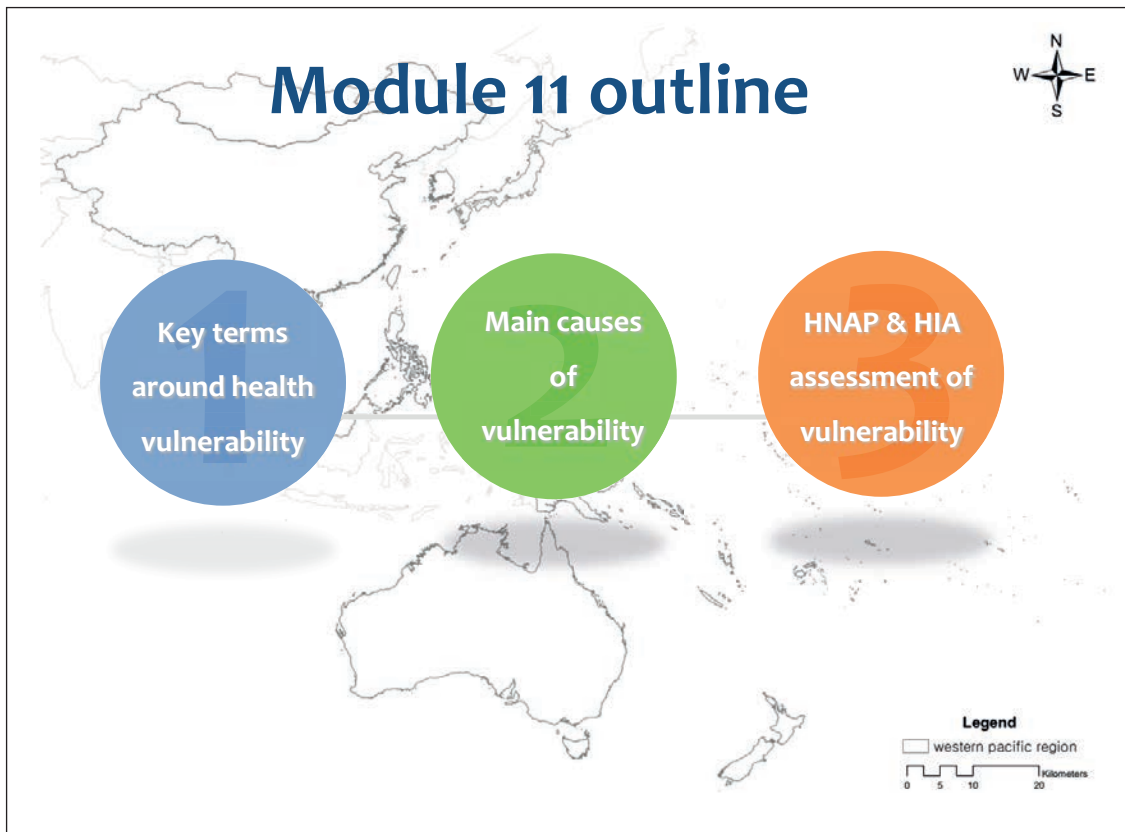 Module 11 outline
N
W E
S
1
Key terms
around health
vulnerability
2
Main causes
of
vulnerability
3
HNAP & HIA
assessment of
vulnerability
Legend
western pacific region
Kilometers
0 5 10 20